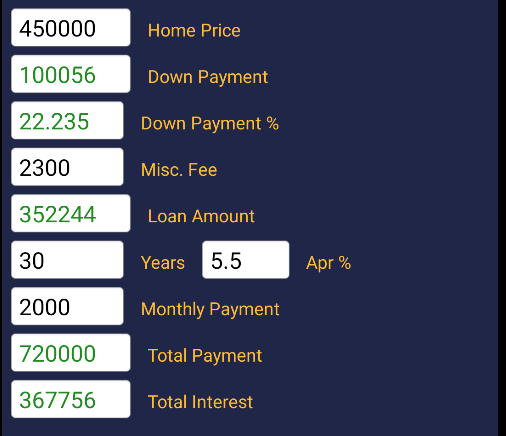 450000 Home Price
100056 Down Payment
22.235 Down Payment %
2300 Misc. Fee
352244 Loan Amount
30 Years 5.5 Apr %
2000 Monthly Payment
720000 Total Payment
367756 Total Interest